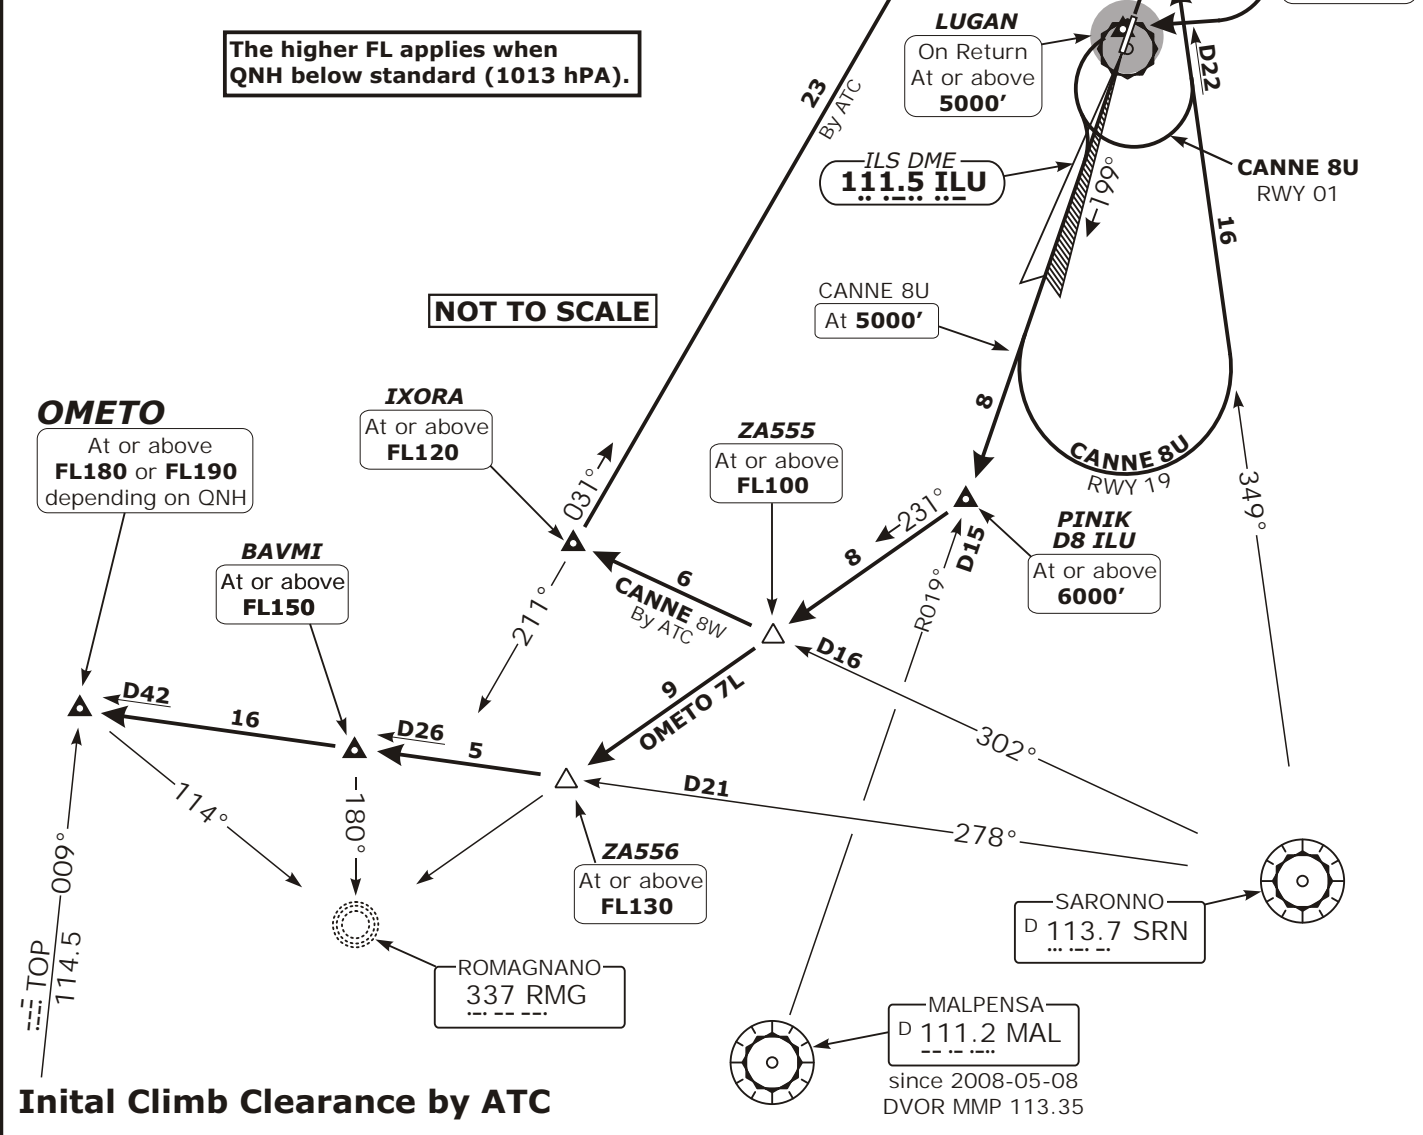 The higher FL applies when
QNH below standard (1013 hPA).
LUGAN
On Return
At or above
5000’
D22
23
By ATC
ILS DME
111.5 ILU
199°
CANNE 8U
RWY 01
16
NOT TO SCALE
CANNE 8U
At 5000’
8
CANNE 8U
RWY 19
349°
OMETO
At or above
FL180 or FL190
depending on QNH
IXORA
At or above
FL120
031°
ZA555
At or above
FL100
231°
8
D15
PINIK
D8 ILU
At or above
6000’
R019°
BAVMI
At or above
FL150
211°
6
CANNE 8W
By ATC
D16
302°
9
OMETO 7L
D42
16
D26
5
D21
278°
114°
180°
009°
TOP
114.5
ZA556
At or above
FL130
SARONNO
D 113.7 SRN
ROMAGNANO
337 RMG
MALPENSA
D 111.2 MAL
since 2008-05-08
DVOR MMP 113.35
Inital Climb Clearance by ATC